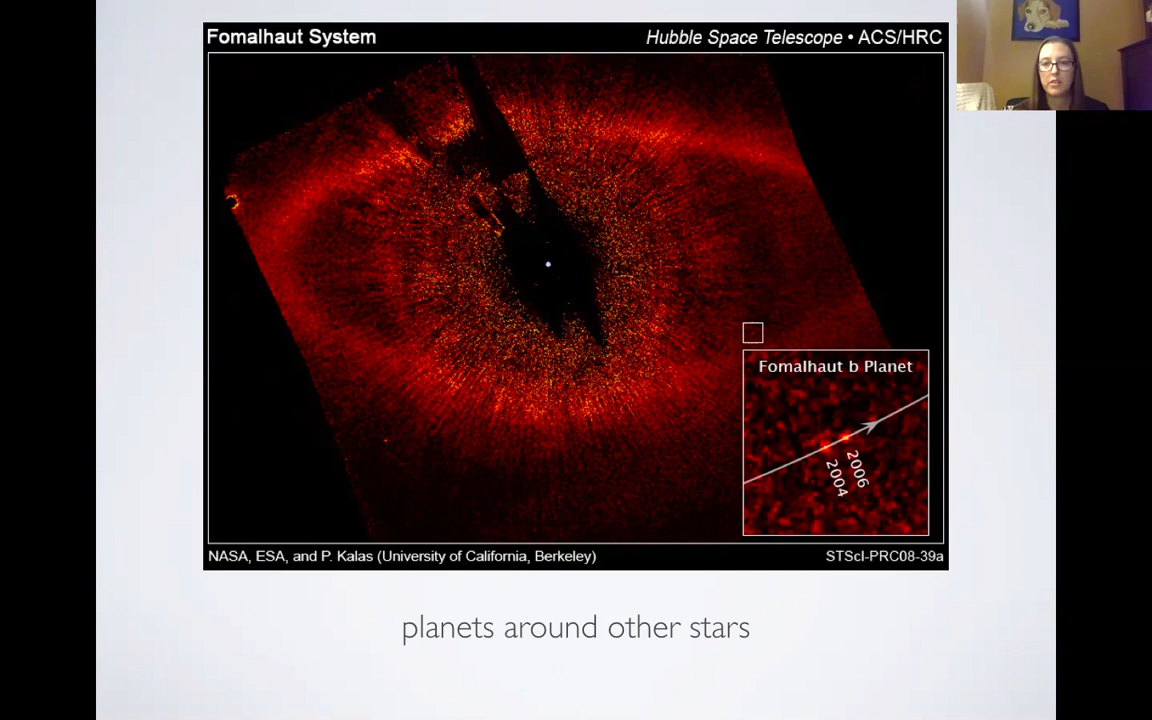 Fomalhaut System
Hubble Space Telescope • ACS/HRC
Fomalhaut b Planet
2004
2006
NASA, ESA, and P. Kalas (University of California, Berkeley)
STScI-PRC08-39a
planets around other stars